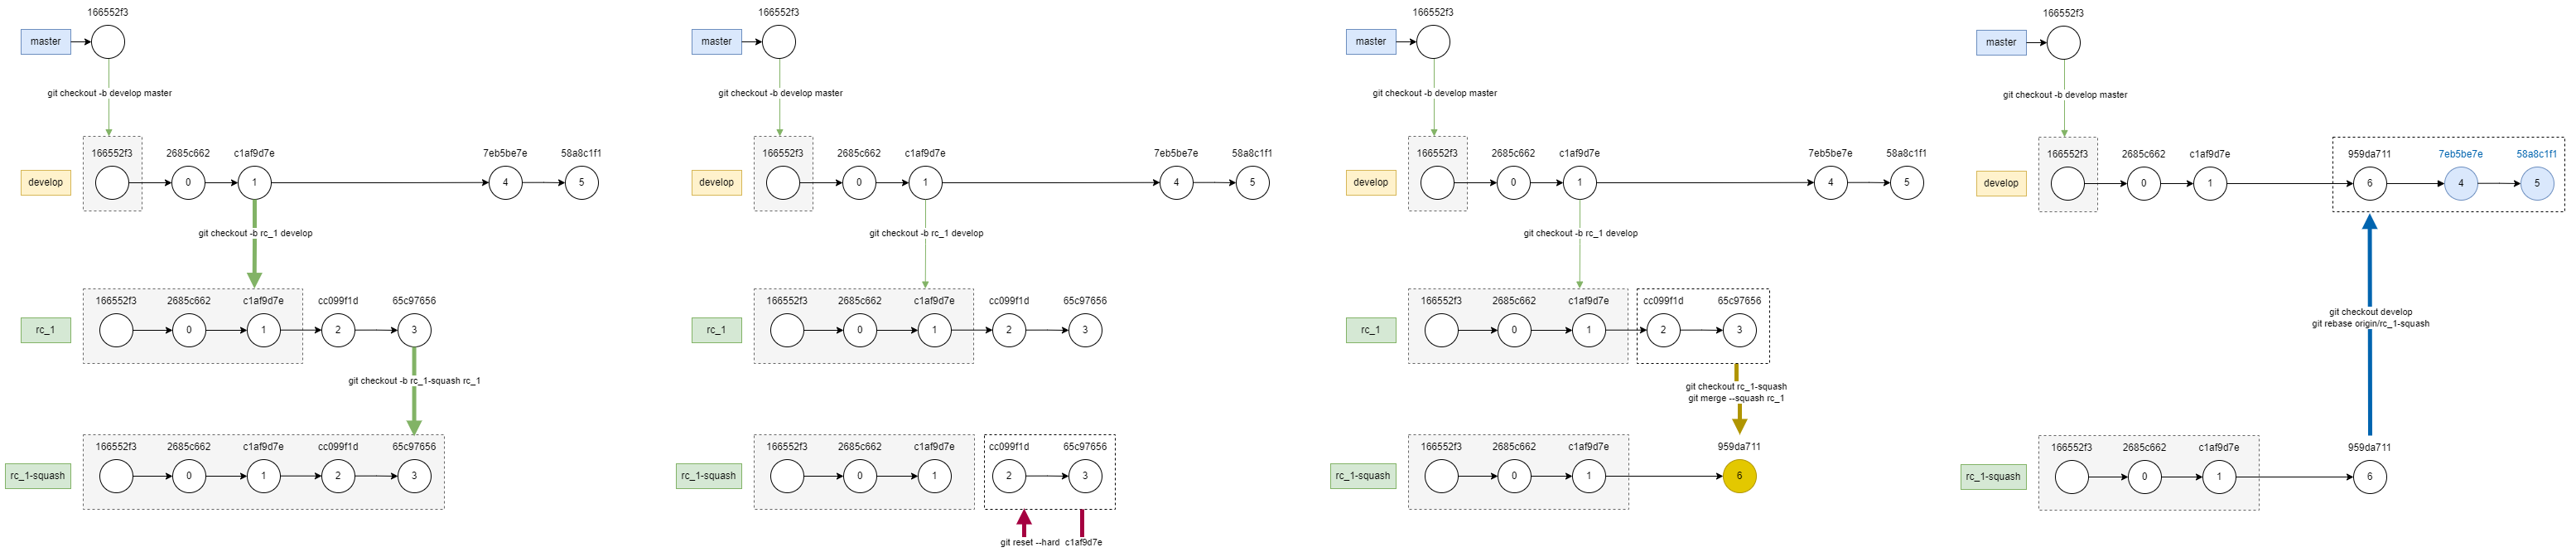 166552f3
master
git checkout -b develop master
166552f3
2685c662
c1af9d7e
7eb5be7e
58a8c1f1
develop
0
1
4
5
git checkout -b rc_1 develop
166552f3
2685c662
c1af9d7e
cc099f1d
65c97656
rc_1
0
1
2
3
git checkout -b rc_1-squash rc_1
166552f3
2685c662
c1af9d7e
cc099f1d
65c97656
rc_1-squash
0
1
2
3
166552f3
master
git checkout -b develop master
166552f3
2685c662
c1af9d7e
7eb5be7e
58a8c1f1
develop
0
1
4
5
git checkout -b rc_1 develop
166552f3
2685c662
c1af9d7e
cc099f1d
65c97656
rc_1
0
1
2
3
166552f3
2685c662
c1af9d7e
cc099f1d
65c97656
rc_1-squash
0
1
2
3
git reset --hard c1af9d7e
166552f3
master
git checkout -b develop master
166552f3
2685c662
c1af9d7e
7eb5be7e
58a8c1f1
develop
0
1
4
5
git checkout -b rc_1 develop
166552f3
2685c662
c1af9d7e
cc099f1d
65c97656
rc_1
0
1
2
3
git checkout rc_1-squash
git merge --squash rc_1
166552f3
2685c662
c1af9d7e
959da711
rc_1-squash
0
1
6
166552f3
master
git checkout -b develop master
166552f3
2685c662
c1af9d7e
959da711
7eb5be7e
58a8c1f1
develop
0
1
6
4
5
git checkout develop
git rebase origin/rc_1-squash
166552f3
2685c662
c1af9d7e
959da711
rc_1-squash
0
1
6